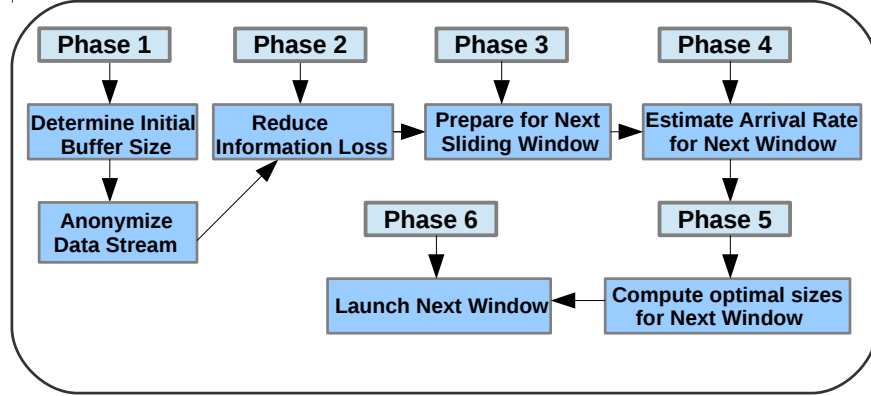 Phase 1
Phase 2
Phase 3
Phase 4
Determine Initial
Buffer Size
Reduce
Information Loss
Prepare for Next
Sliding Window
Estimate Arrival Rate
for Next Window
Anonymize
Data Stream
Phase 6
Phase 5
Launch Next Window
Compute optimal sizes
for Next Window